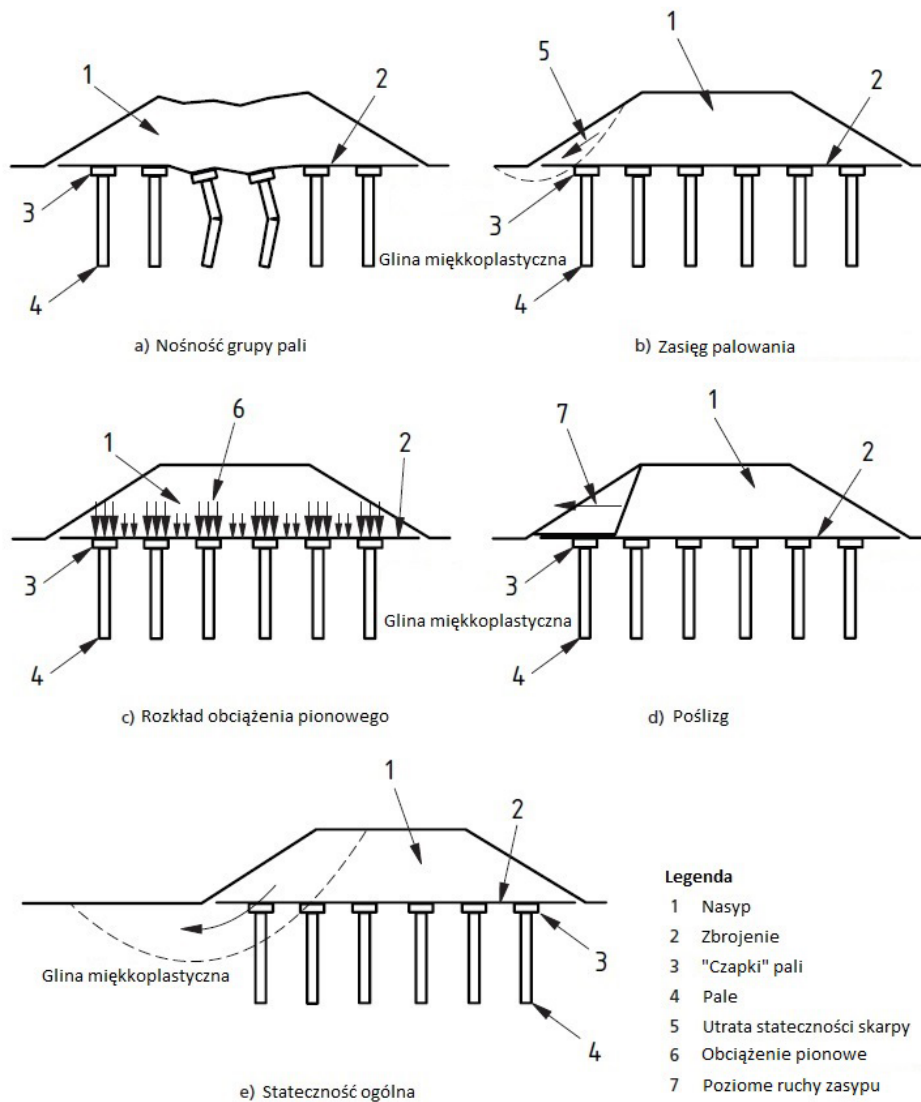 1
2
3
4
Glina miękkoplastyczna
a) Nośność grupy pali
5
1
2
3
4
b) Zasięg palowania
6
1
2
3
4
Glina miękkoplastyczna
c) Rozkład obciążenia pionowego
7
1
2
3
4
d) Poślizg
1
2
Glina miękkoplastyczna
3
4
e) Stateczność ogólna
Legenda
1 Nasyp
2 Zbrojenie
3 "Czapki" pali
4 Pale
5 Utrata stateczności skarpy
6 Obciążenie pionowe
7 Poziome ruchy zasypu